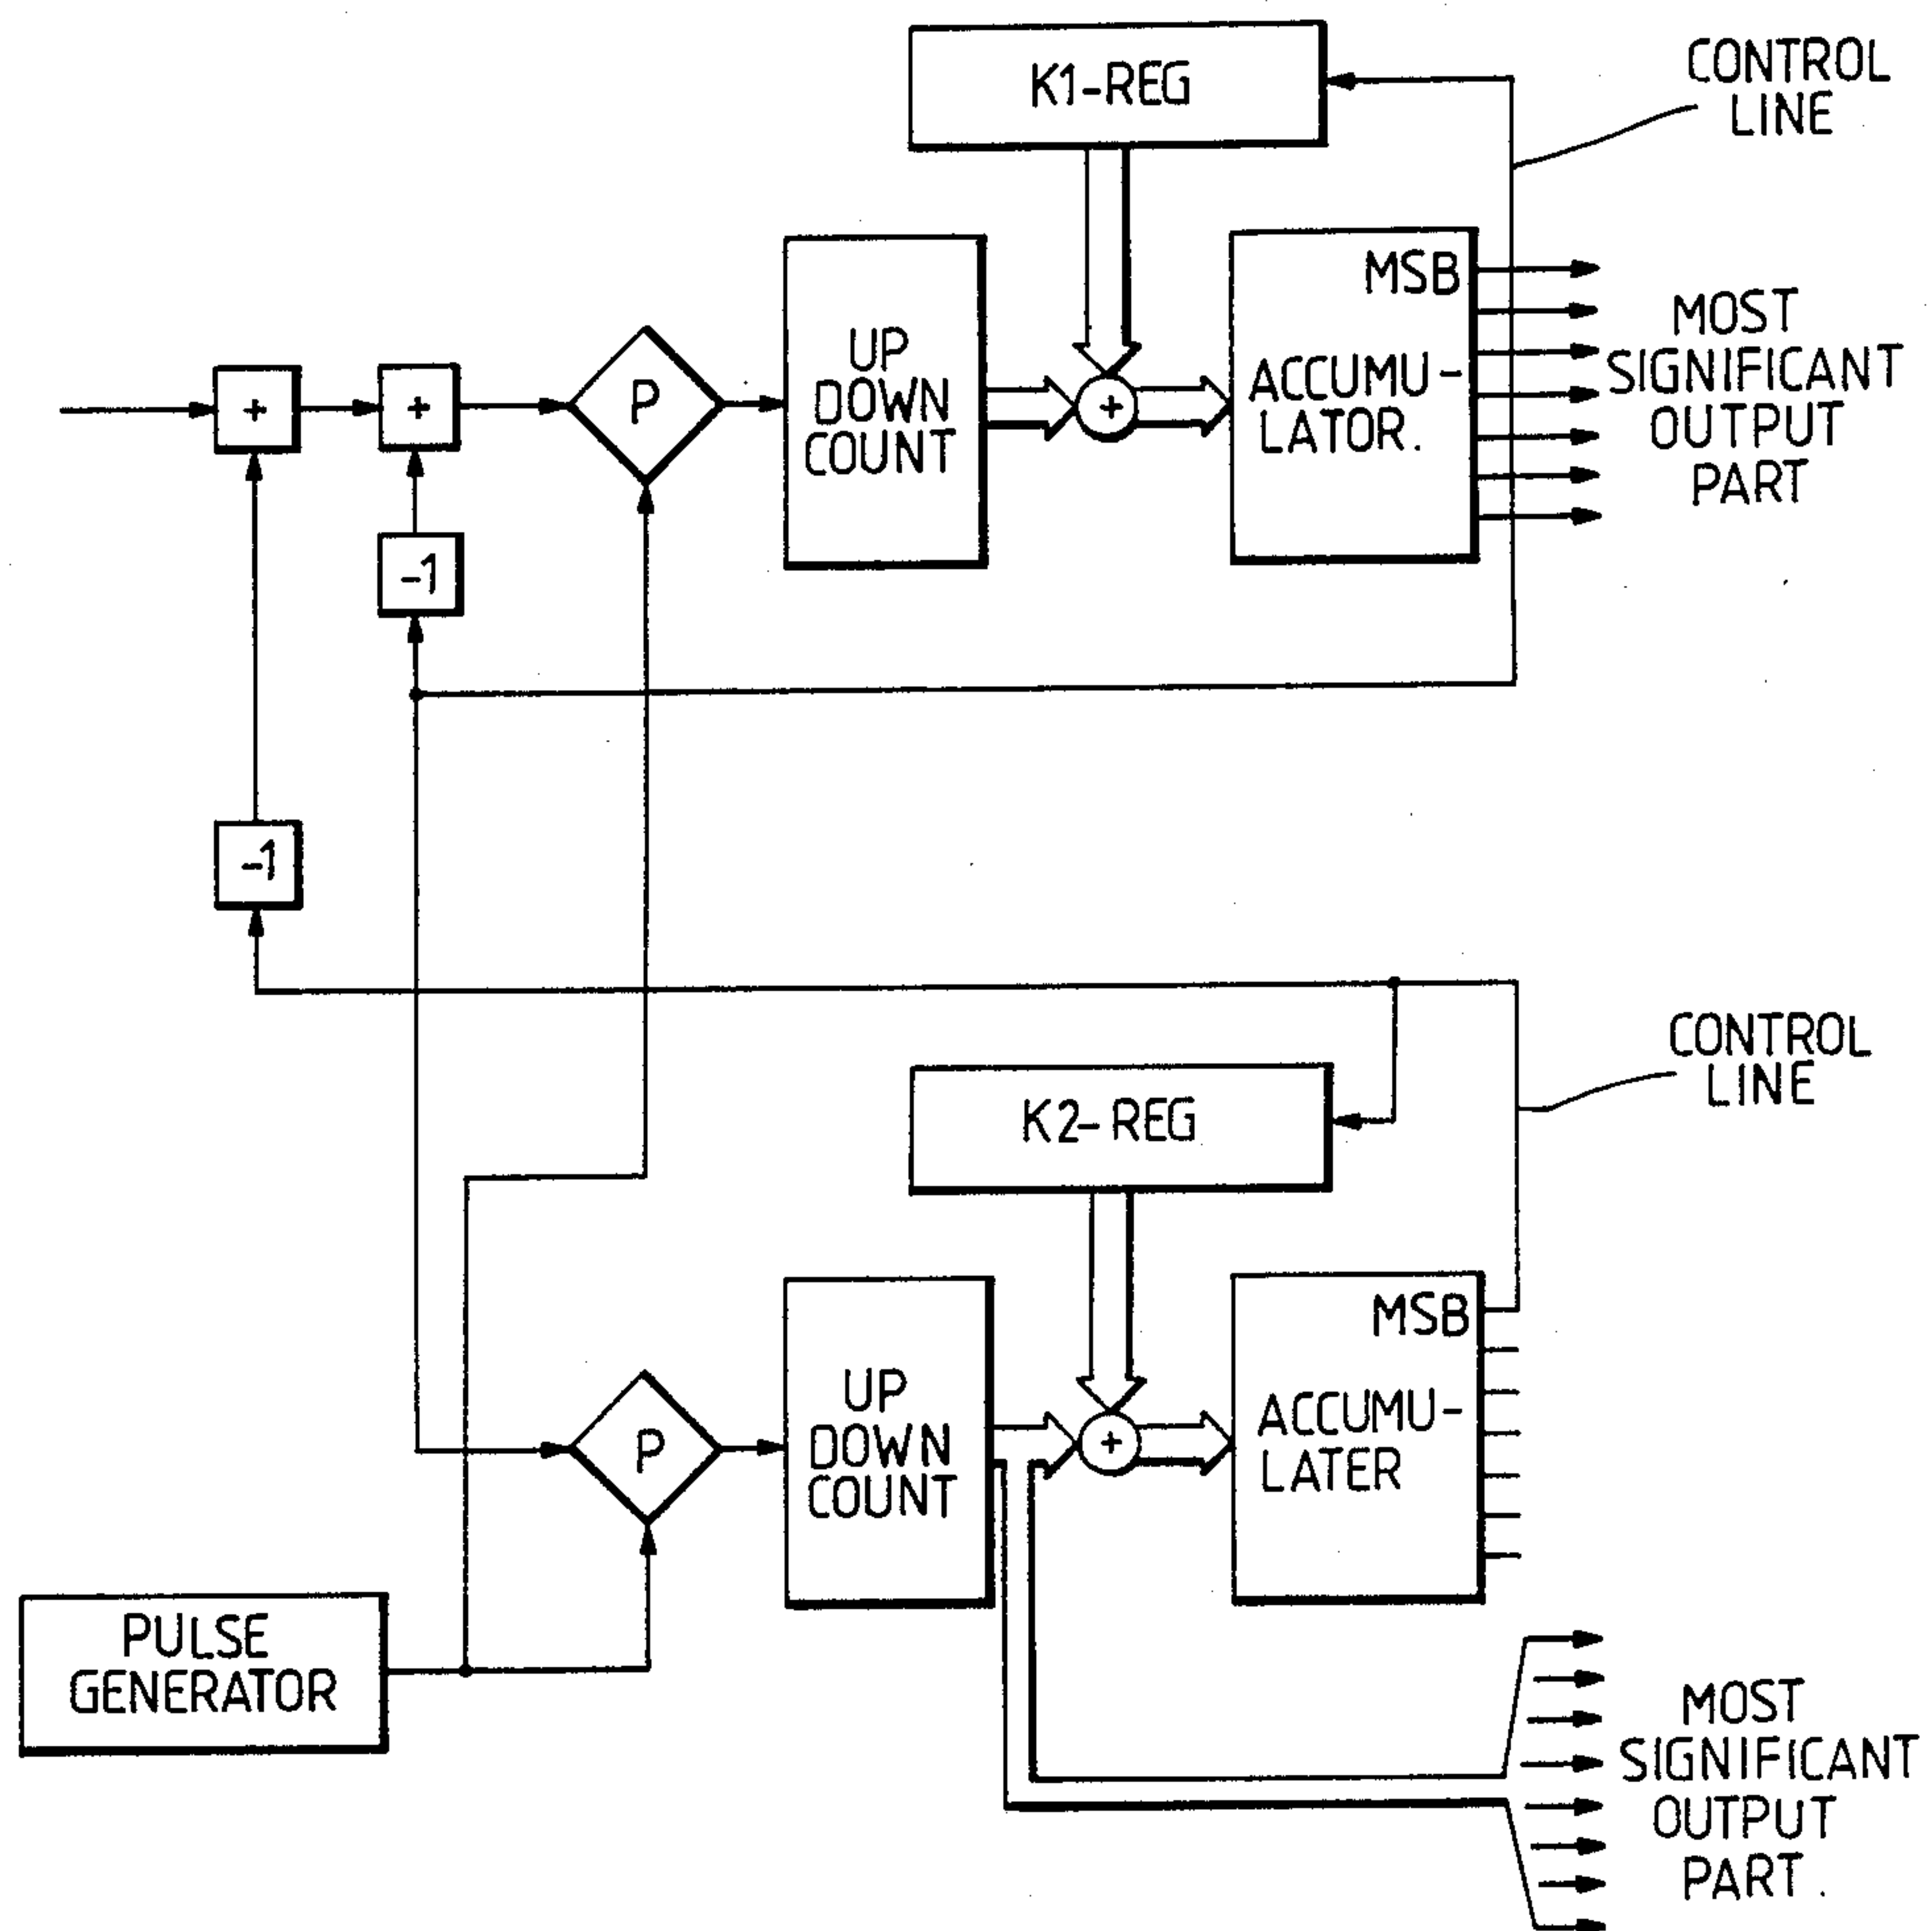 K1-REG
CONTROL
LINE
MSB
MOST
SIGNIFICANT
OUTPUT
PART
UP
DOWN
COUNT
ACCUMU-
LATOR.
+
+
P
+
-1
-1
CONTROL
LINE
K2-REG
MSB
UP
DOWN
COUNT
ACCUMU-
LATER
P
+
PULSE
GENERATOR
MOST
SIGNIFICANT
OUTPUT
PART.